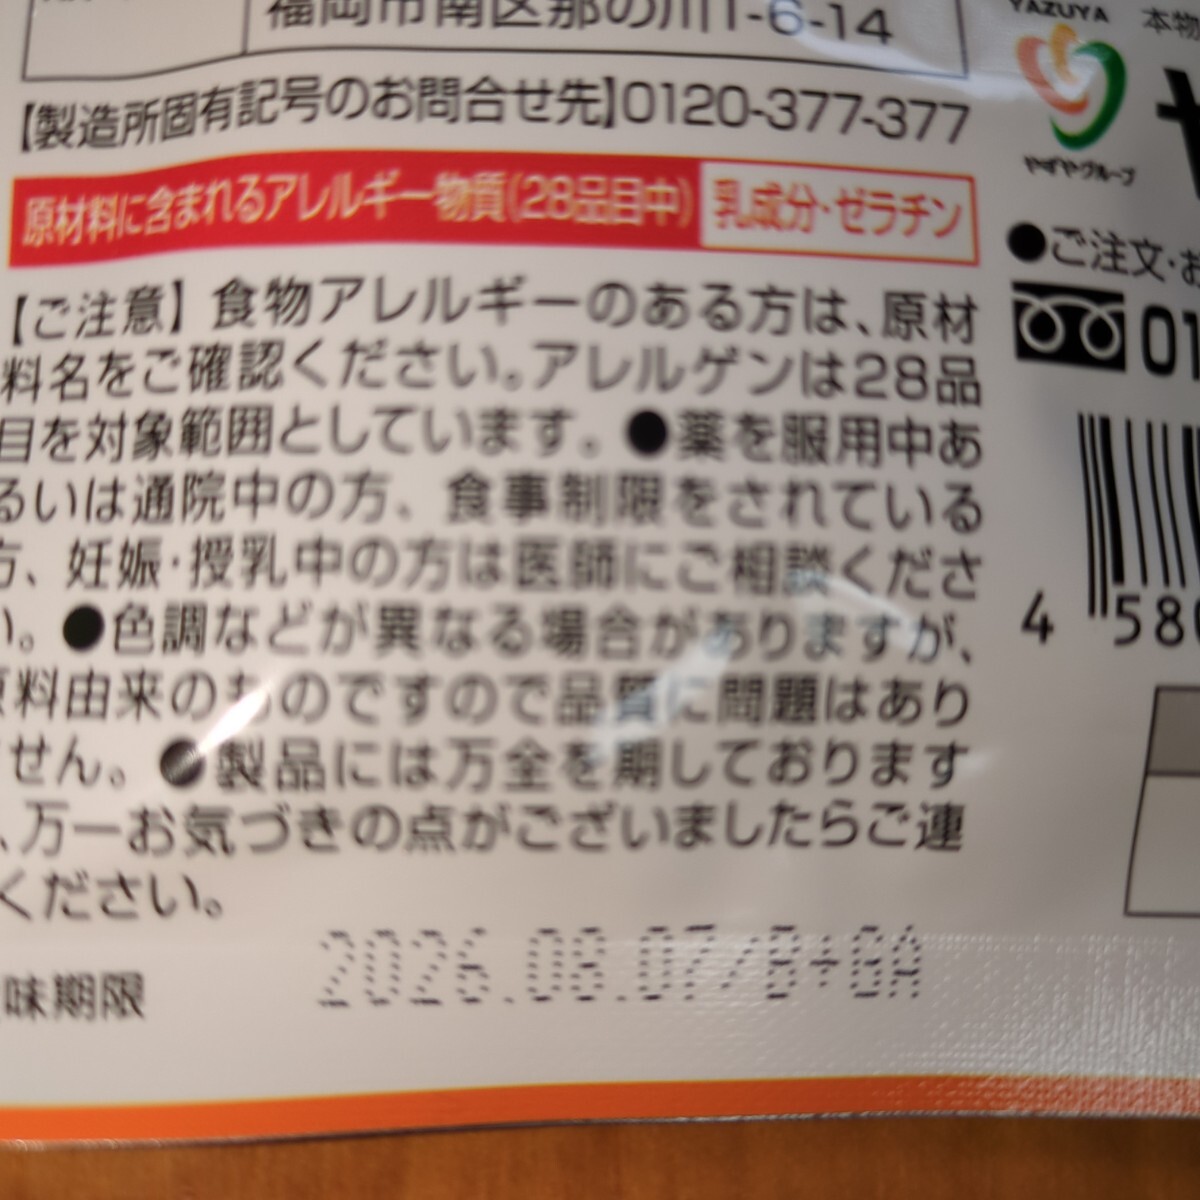 福岡市南区那の川1-6-14
【製造所固有記号のお問合せ先】0120-377-377
原材料に含まれるアレルギー物質(28品目中) 乳成分・ゼラチン
【ご注意】食物アレルギーのある方は、原材
料名をご確認ください。アレルゲンは28品
目を対象範囲としています。●薬を服用中あ
るいは通院中の方、食事制限をされている
方、妊娠・授乳中の方は医師にご相談くださ
い。●色調などが異なる場合がありますが、
原料由来のものですので品質に問題はあり
ません。●製品には万全を期しております
、万一お気づきの点がございましたらご連
ください。
味期限
2026.08.07/B+GA
YAZUYA
やずやグループ
本物
●ご注文・お
01
4 580